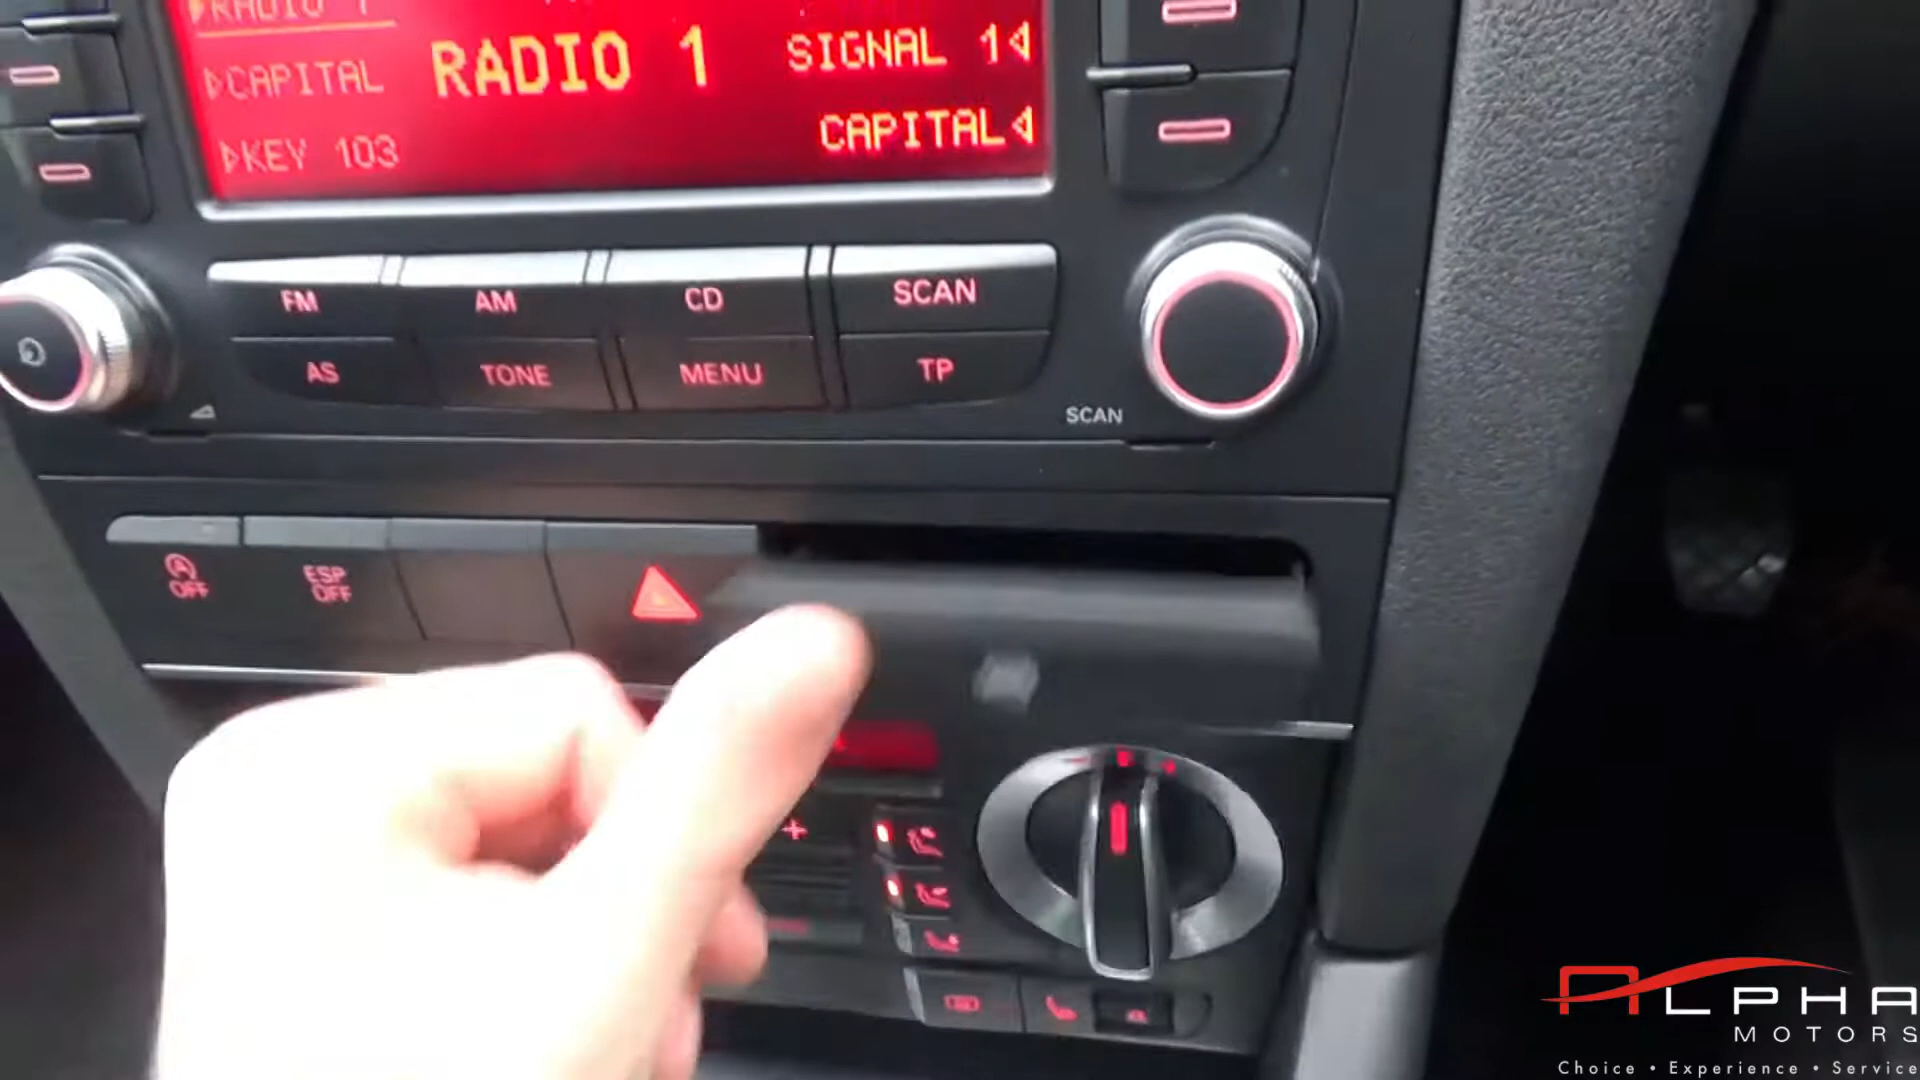 RADIO 1
CAPITAL
KEY 103
RADIO 1
SIGNAL 1
CAPITAL
FM AM CD SCAN
AS TONE MENU TP
SCAN
A OFF
ESP OFF
ALPHA
MOTORS
Choice • Experience • Service